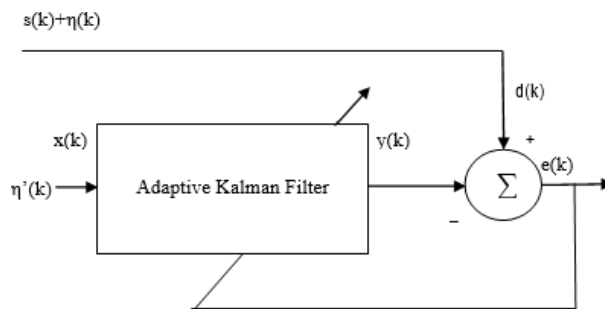 s(k)+η(k)
d(k)
x(k)
y(k)
+
e(k)
η’(k)
Adaptive Kalman Filter
Σ
–